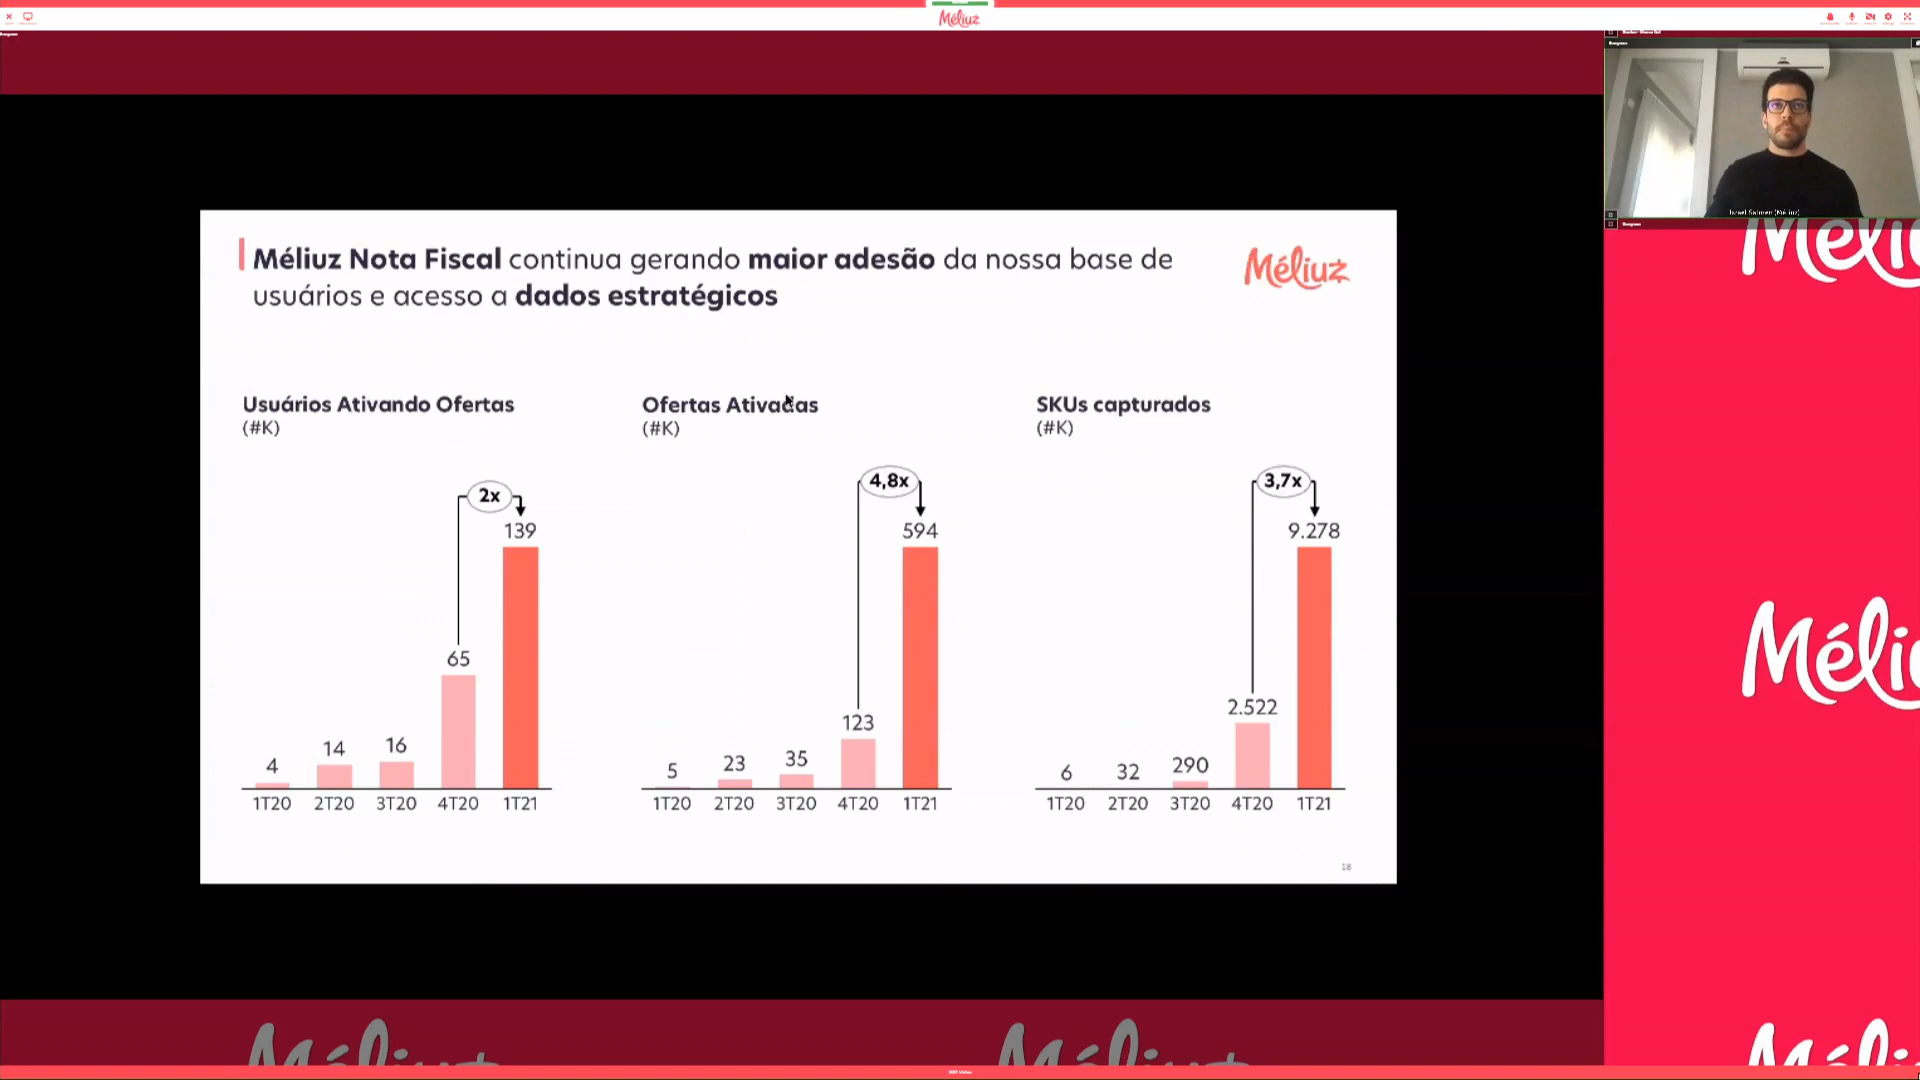 Méliuz
Israel Salmen (Méliuz)
Méliuz Nota Fiscal continua gerando maior adesão da nossa base de
usuários e acesso a dados estratégicos
Méliuz
Usuários Ativando Ofertas
(#K)
2x
139
65
16
14
4
1T20 2T20 3T20 4T20 1T21
Ofertas Ativadas
(#K)
4,8x
594
123
35
23
5
1T20 2T20 3T20 4T20 1T21
SKUs capturados
(#K)
3,7x
9.278
2.522
290
32
6
1T20 2T20 3T20 4T20 1T21
18
Méliuz
Méliuz